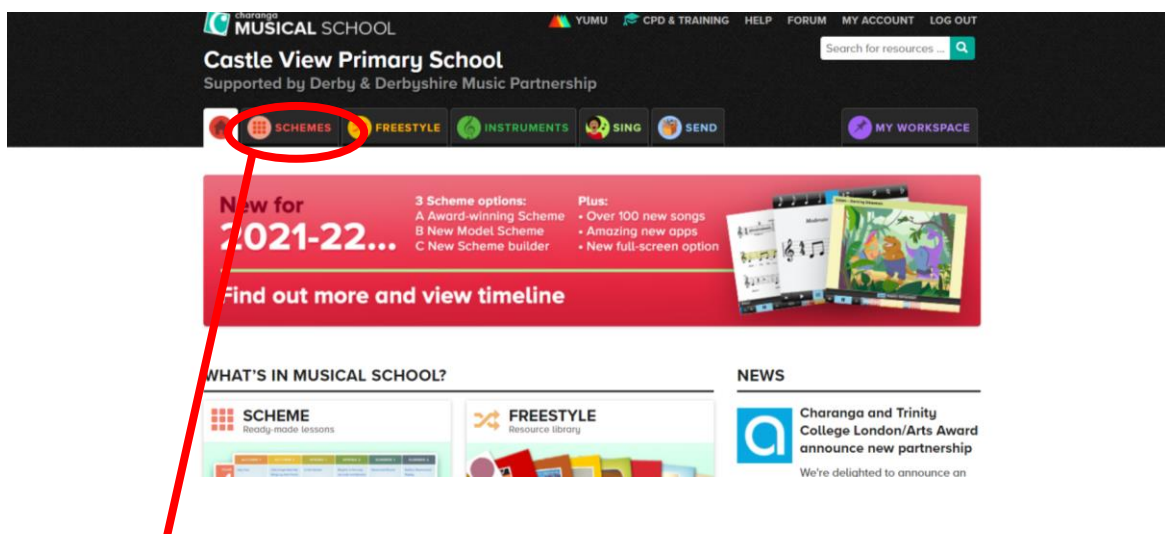 charanga
MUSICAL SCHOOL
YUMU CPD & TRAINING HELP FORUM MY ACCOUNT LOG OUT
Search for resources ...
Castle View Primary School
Supported by Derby & Derbyshire Music Partnership
SCHEMES FREESTYLE INSTRUMENTS SING SEND MY WORKSPACE
New for
2021-22...
3 Scheme options:
A Award-winning Scheme
B New Model Scheme
C New Scheme builder
Plus:
• Over 100 new songs
• Amazing new apps
• New full-screen option
Find out more and view timeline
WHAT'S IN MUSICAL SCHOOL?
SCHEME
Ready-made lessons
FREESTYLE
Resource library
NEWS
Charanga and Trinity
College London/Arts Award
announce new partnership
We're delighted to announce an